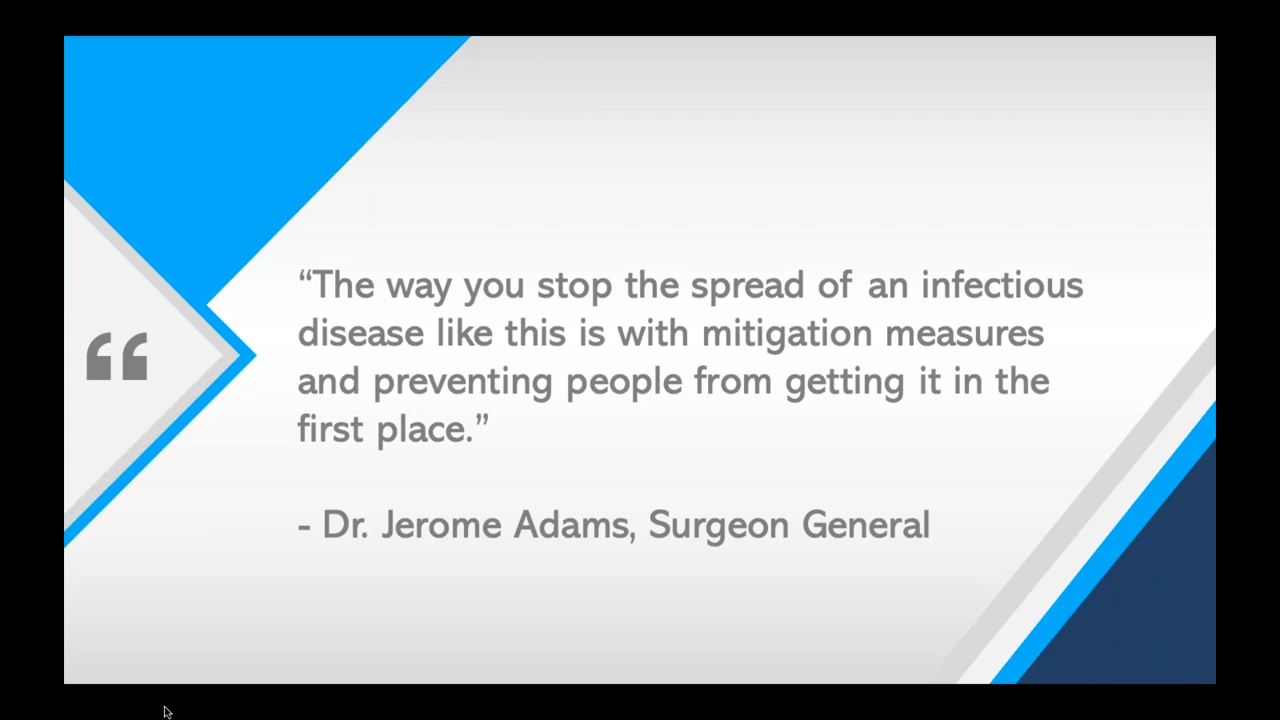 “The way you stop the spread of an infectious
disease like this is with mitigation measures
and preventing people from getting it in the
first place.”
- Dr. Jerome Adams, Surgeon General